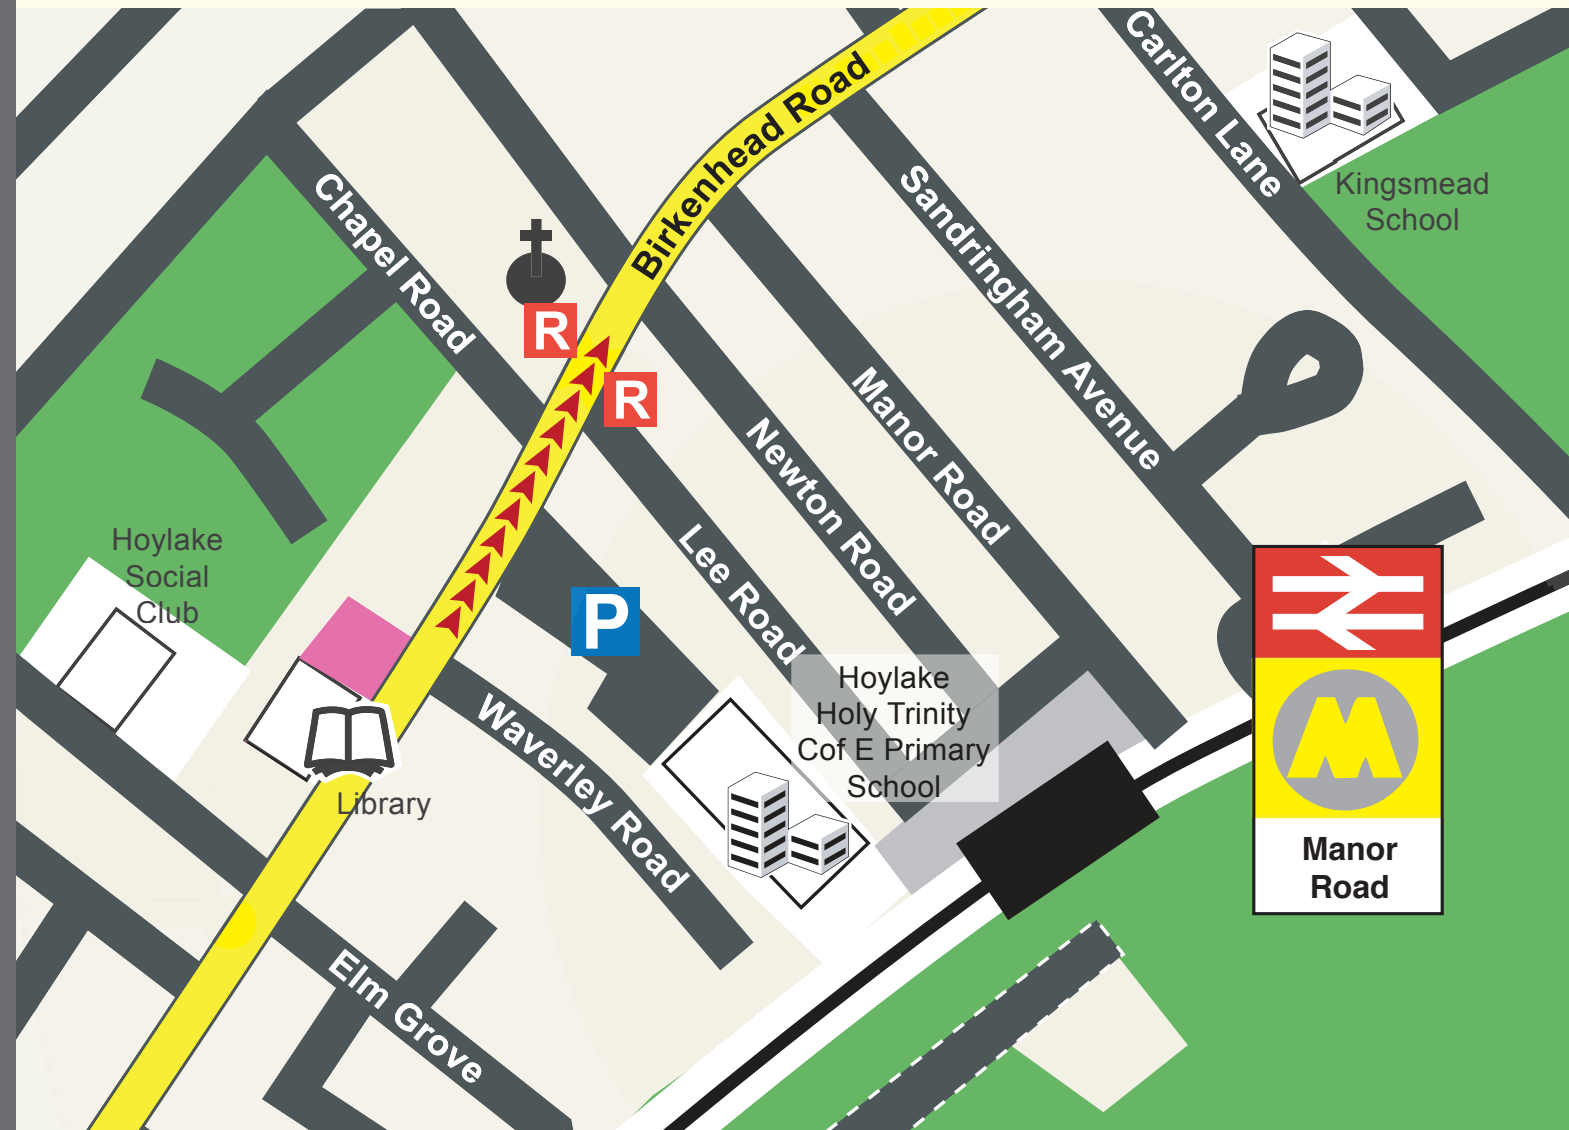 Carlton Lane
Birkenhead Road
Kingsmead
School
Chapel Road
Sandringham Avenue
R
R
Manor Road
Newton Road
Lee Road
Hoylake
Social
Club
P
Hoylake
Holy Trinity
Cof E Primary
School
Waverley Road
Library
M
Manor
Road
Elm Grove